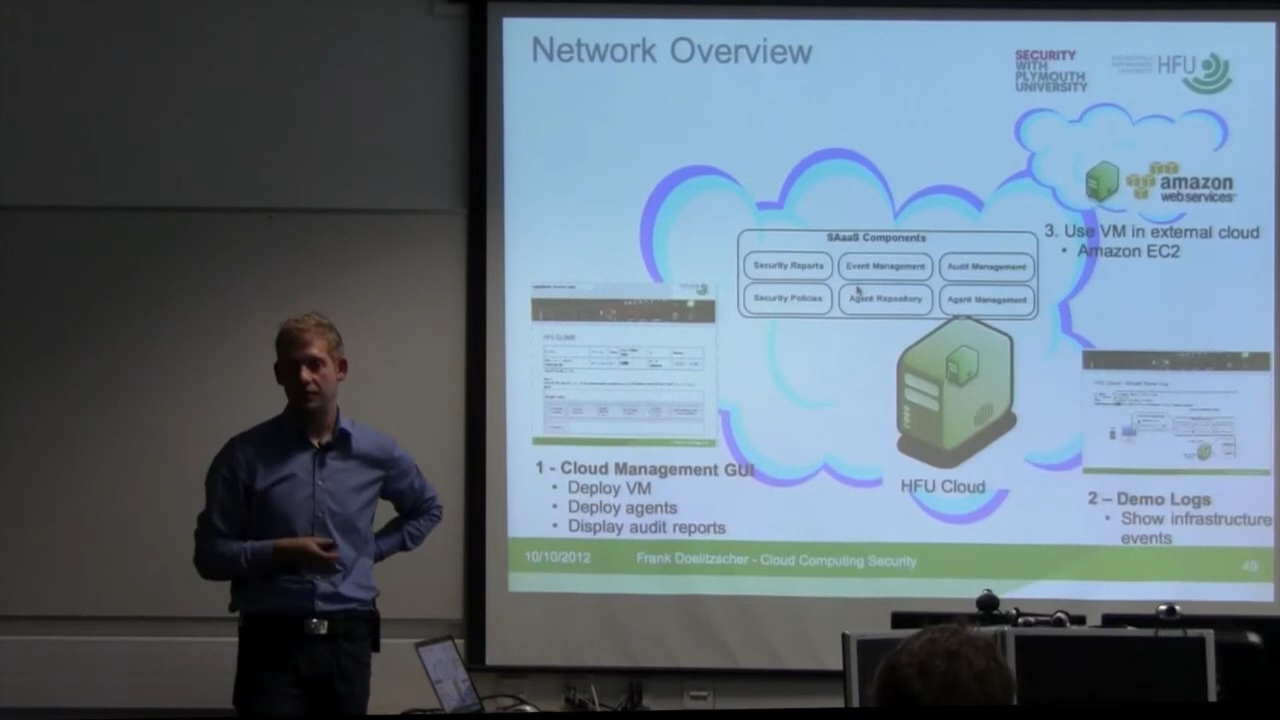 Network Overview
SECURITY
WITH
PLYMOUTH
UNIVERSITY
HFU
amazon
webservices
3. Use VM in external cloud
• Amazon EC2
SAaaS Components
Security Reports
Event Management
Audit Management
Security Policies
Agent Repository
Agent Management
HFU CLOUD
1 - Cloud Management GUI
• Deploy VM
• Deploy agents
• Display audit reports
HFU Cloud
2 – Demo Logs
• Show infrastructure
events
10/10/2012
Frank Doelitzscher - Cloud Computing Security
49